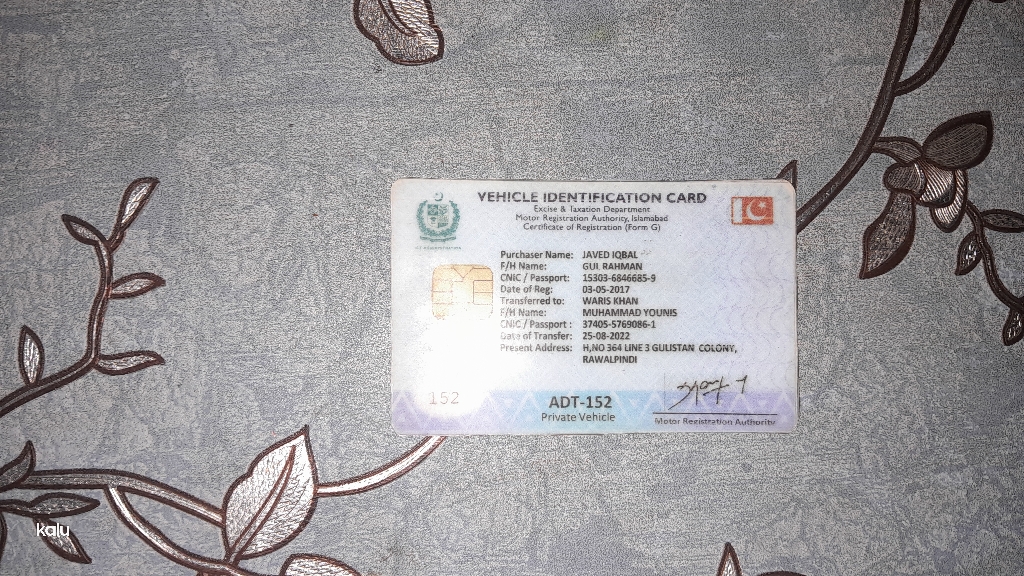 VEHICLE IDENTIFICATION CARD
Excise & Taxation Department
Motor Registration Authority, Islamabad
Certificate of Registration (Form G)
Purchaser Name: JAVED IQBAL
F/H Name: GUL RAHMAN
CNIC / Passport: 15303-6846685-9
Date of Reg: 03-05-2017
Transferred to: WARIS KHAN
F/H Name: MUHAMMAD YOUNIS
CNIC / Passport : 37405-5769086-1
Date of Transfer: 25-08-2022
Present Address: H,NO 364 LINE 3 GULISTAN COLONY,
RAWALPINDI
152
ADT-152
Private Vehicle
Motor Registration Authority
kalu